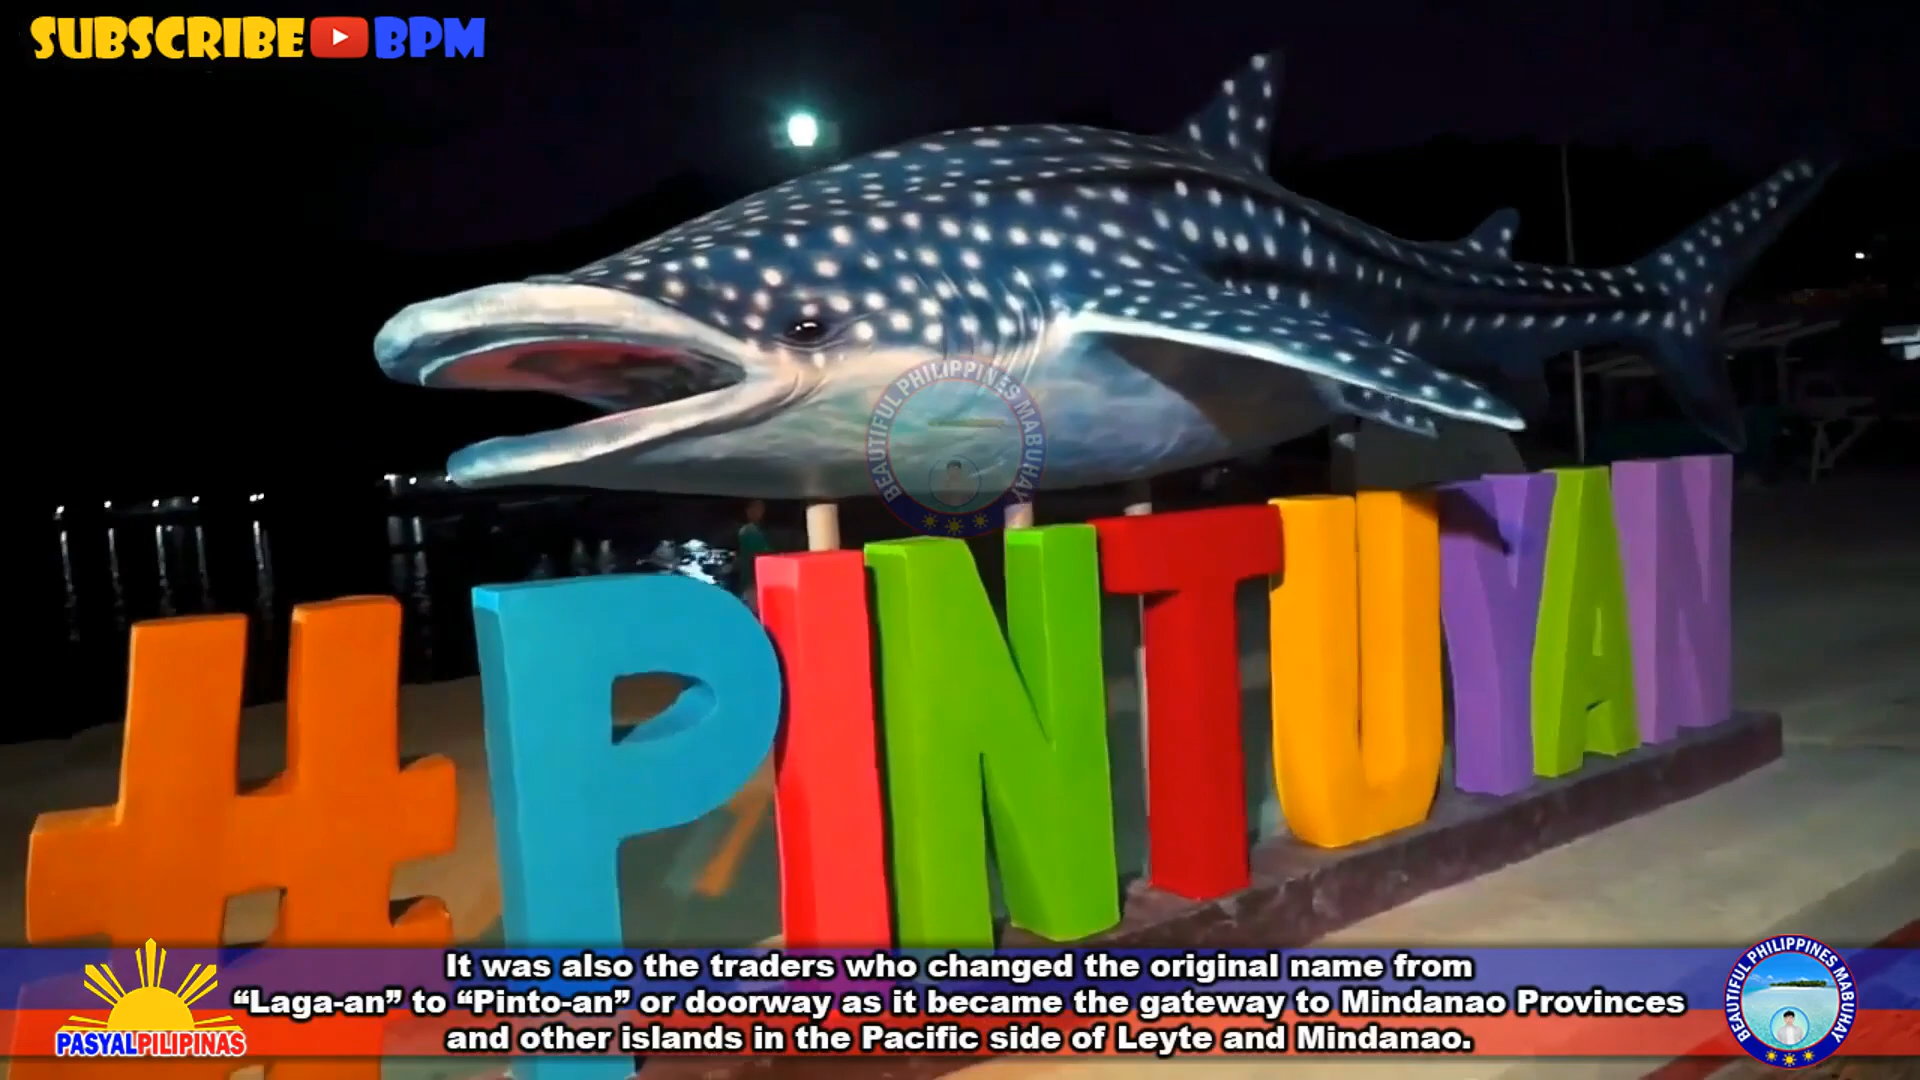 SUBSCRIBE BPM
BEAUTIFUL PHILIPPINES MABUHAY
#PINTUYAN
It was also the traders who changed the original name from
“Laga-an” to “Pinto-an” or doorway as it became the gateway to Mindanao Provinces
and other islands in the Pacific side of Leyte and Mindanao.
PASYALPILIPINAS
BEAUTIFUL PHILIPPINES MABUHAY